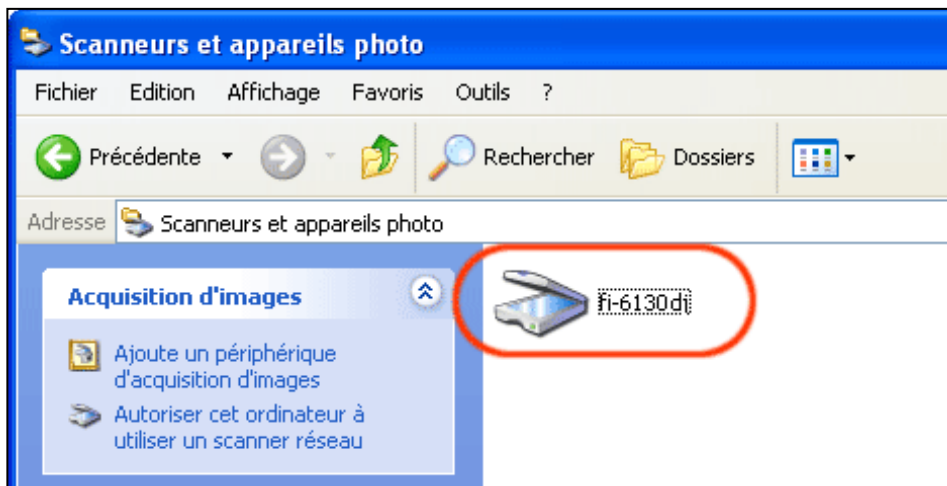 Scanneurs et appareils photo
Fichier Edition Affichage Favoris Outils ?
Précédente Rechercher Dossiers
Adresse Scanneurs et appareils photo
Acquisition d'images
fi-6130dj
Ajoute un périphérique
d'acquisition d'images
Autoriser cet ordinateur à
utiliser un scanner réseau